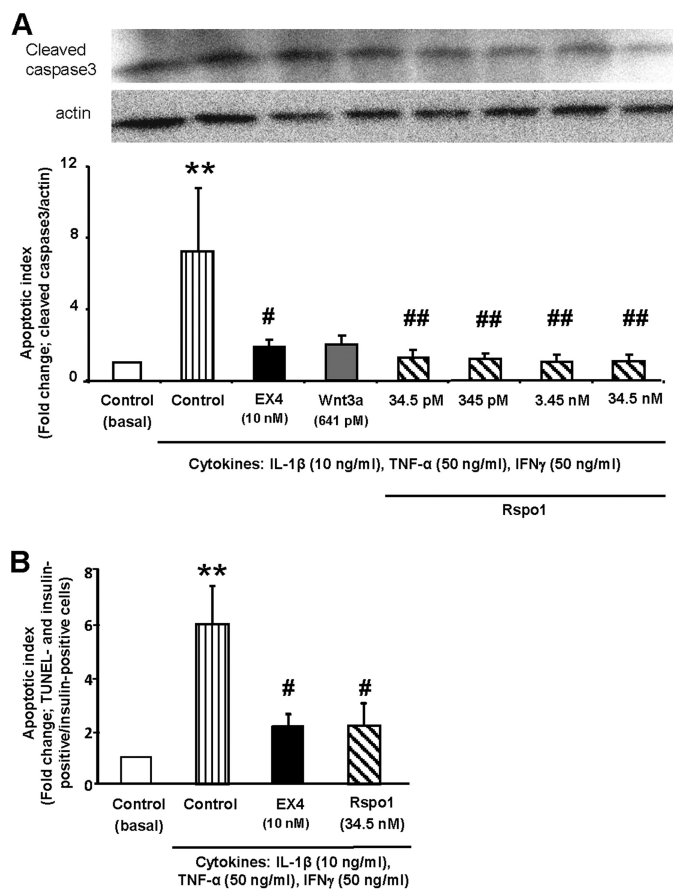 A
Cleaved
caspase3
actin
Apoptotic index
(Fold change; cleaved caspase3/actin)
12
8
4
0
**
#
##
##
##
##
Control
(basal)
Control
EX4
(10 nM)
Wnt3a
(641 pM)
34.5 pM
345 pM
3.45 nM
34.5 nM
Cytokines: IL-1β (10 ng/ml), TNF-α (50 ng/ml), IFNγ (50 ng/ml)
Rspo1
B
Apoptotic index
(Fold change; TUNEL- and insulin-
positive/insulin-positive cells)
8
6
4
2
0
**
#
#
Control
(basal)
Control
EX4
(10 nM)
Rspo1
(34.5 nM)
Cytokines: IL-1β (10 ng/ml),
TNF-α (50 ng/ml), IFNγ (50 ng/ml)